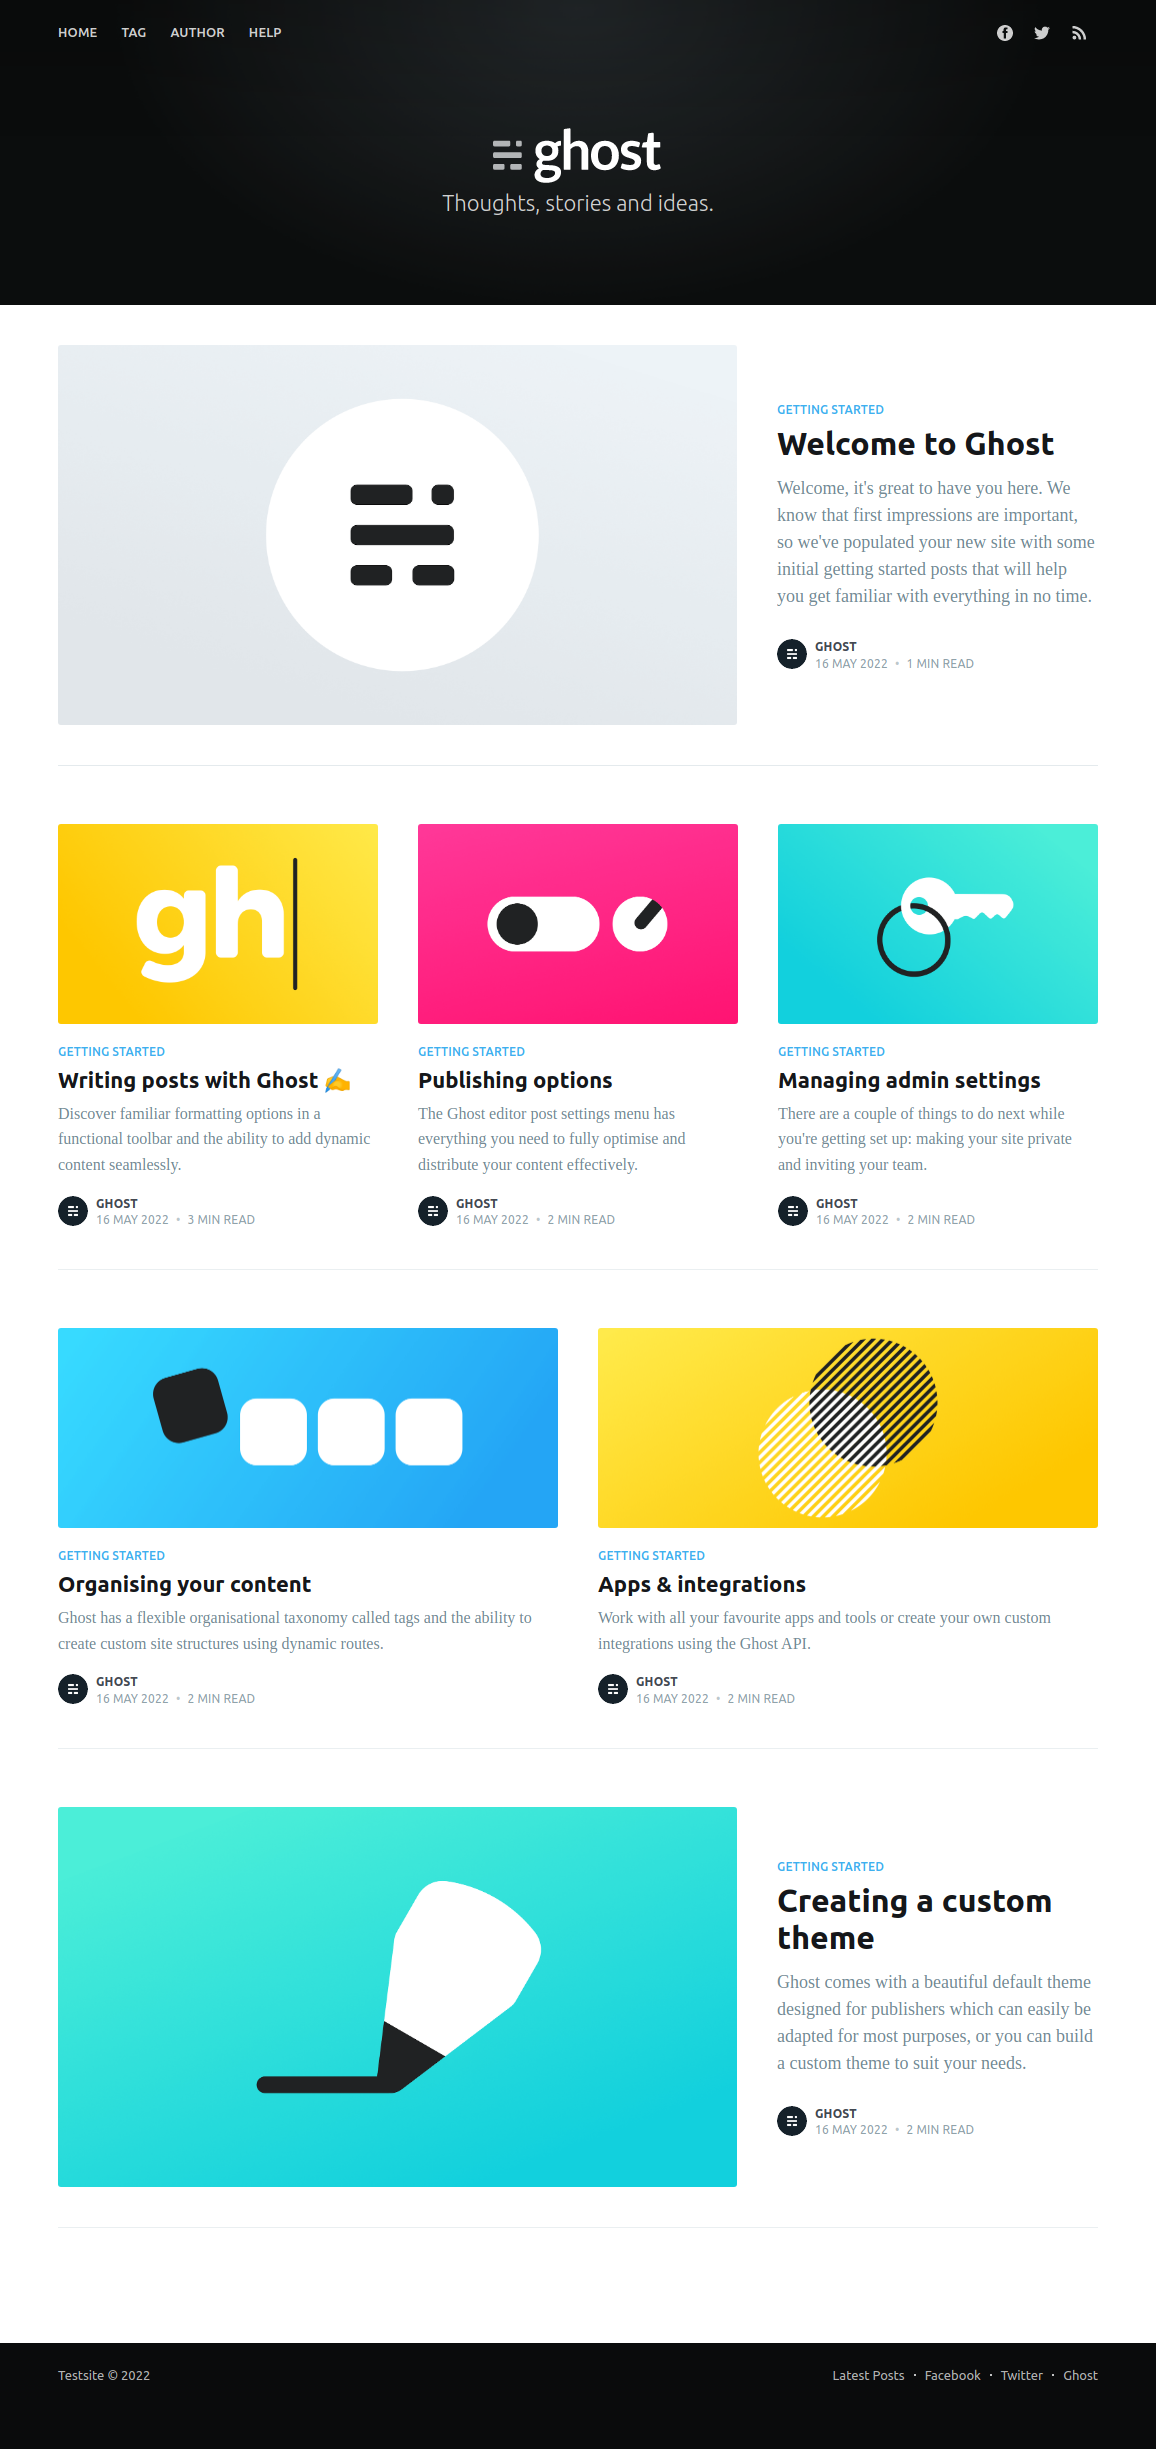 HOME TAG AUTHOR HELP
ghost
Thoughts, stories and ideas.
GETTING STARTED
Welcome to Ghost
Welcome, it's great to have you here. We
know that first impressions are important,
so we've populated your new site with some
initial getting started posts that will help
you get familiar with everything in no time.
GHOST
16 MAY 2022 • 1 MIN READ
gh
GETTING STARTED
Writing posts with Ghost ✍️
Discover familiar formatting options in a
functional toolbar and the ability to add dynamic
content seamlessly.
GHOST
16 MAY 2022 • 3 MIN READ
GETTING STARTED
Publishing options
The Ghost editor post settings menu has
everything you need to fully optimise and
distribute your content effectively.
GHOST
16 MAY 2022 • 2 MIN READ
GETTING STARTED
Managing admin settings
There are a couple of things to do next while
you're getting set up: making your site private
and inviting your team.
GHOST
16 MAY 2022 • 2 MIN READ
GETTING STARTED
Organising your content
Ghost has a flexible organisational taxonomy called tags and the ability to
create custom site structures using dynamic routes.
GHOST
16 MAY 2022 • 2 MIN READ
GETTING STARTED
Apps & integrations
Work with all your favourite apps and tools or create your own custom
integrations using the Ghost API.
GHOST
16 MAY 2022 • 2 MIN READ
GETTING STARTED
Creating a custom
theme
Ghost comes with a beautiful default theme
designed for publishers which can easily be
adapted for most purposes, or you can build
a custom theme to suit your needs.
GHOST
16 MAY 2022 • 2 MIN READ
Testsite © 2022
Latest Posts • Facebook • Twitter • Ghost